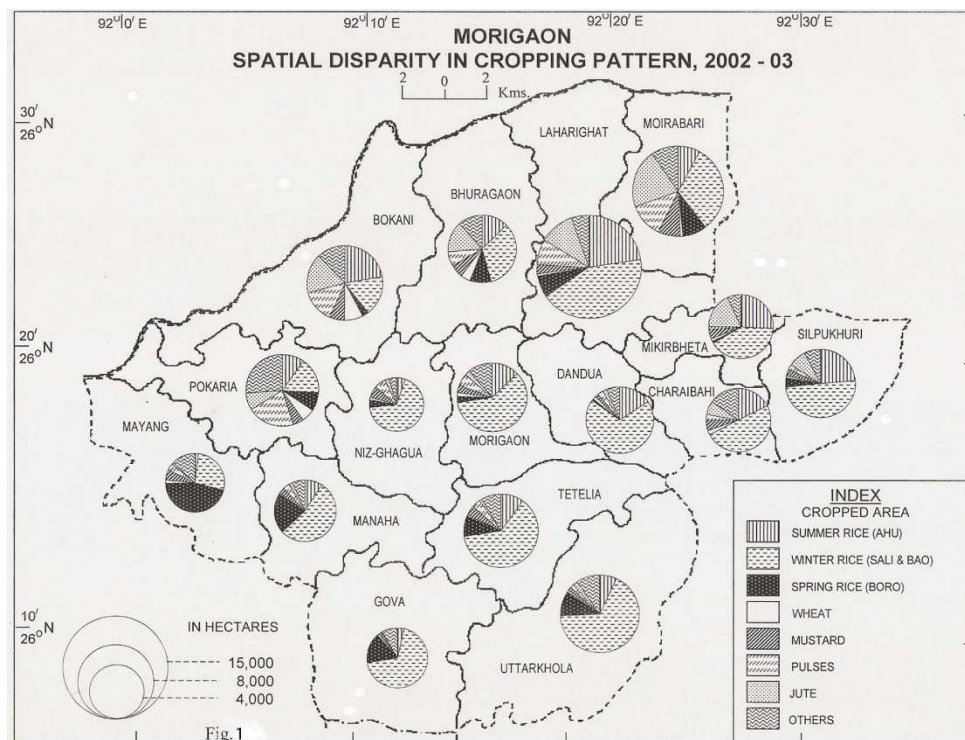 92° 0′ E 92° 10′ E 92° 20′ E 92° 30′ E
MORIGAON
SPATIAL DISPARITY IN CROPPING PATTERN, 2002 - 03
2 0 2
Kms.
30′
26° N
LAHARIGHAT
MOIRABARI
BHURAGAON
BOKANI
20′
26° N
MIKIRBHETA
SILPUKHURI
POKARIA
DANDUA
CHARAIBAHI
MAYANG
NIZ-GHAGUA
MORIGAON
TETELIA
MANAHA
GOVA
UTTARKHOLA
10′
26° N
IN HECTARES
15,000
8,000
4,000
Fig.1
INDEX
CROPPED AREA
SUMMER RICE (AHU)
WINTER RICE (SALI & BAO)
SPRING RICE (BORO)
WHEAT
MUSTARD
PULSES
JUTE
OTHERS